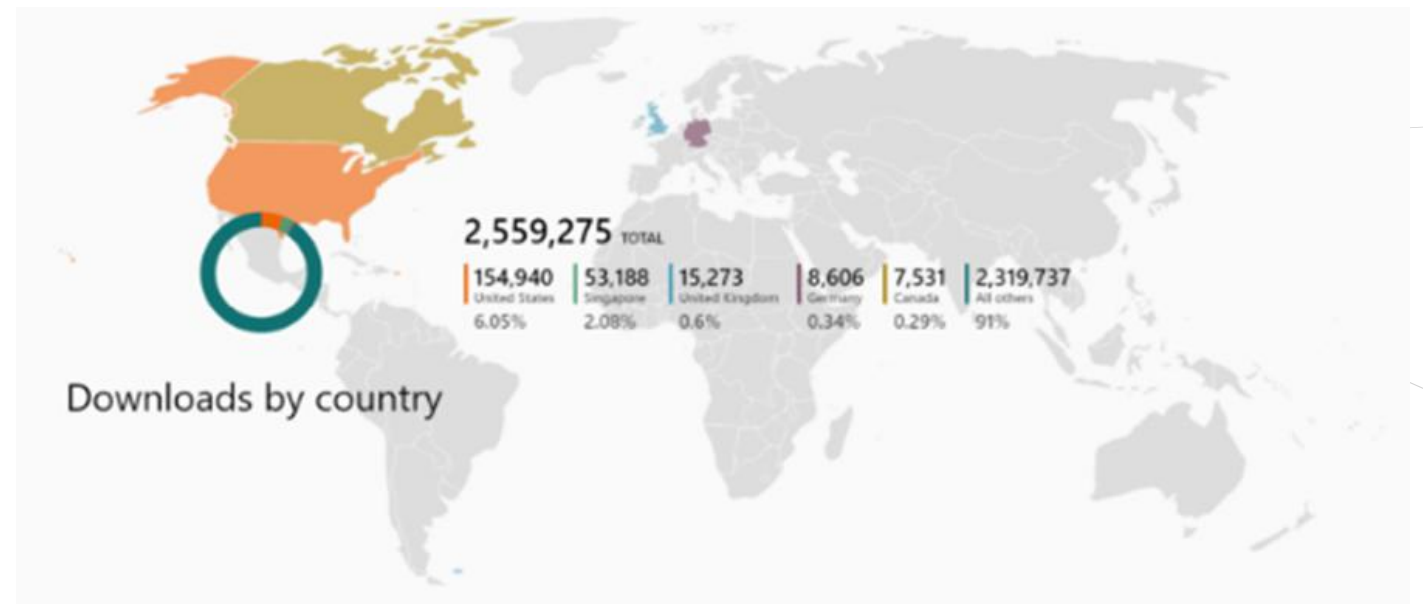 2,559,275 TOTAL
154,940 53,188 15,273 8,606 7,531 2,319,737
United States Singapore United Kingdom Germany Canada All others
6.05% 2.08% 0.6% 0.34% 0.29% 91%
Downloads by country